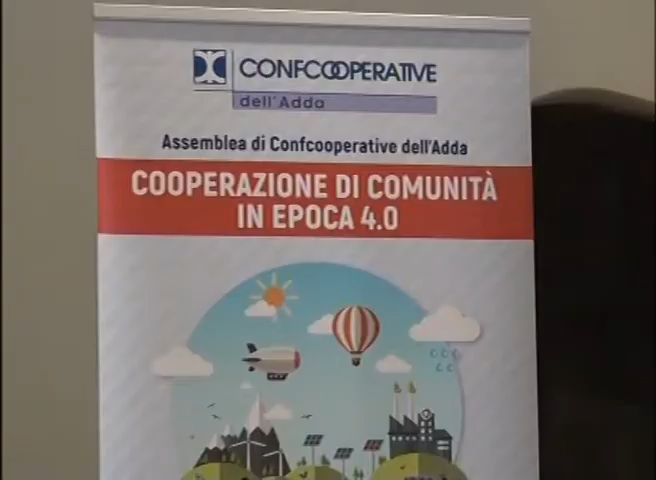 CONFCOOPERATIVE
dell'Adda
Assemblea di Confcooperative dell'Adda
COOPERAZIONE DI COMUNITÀ
IN EPOCA 4.0